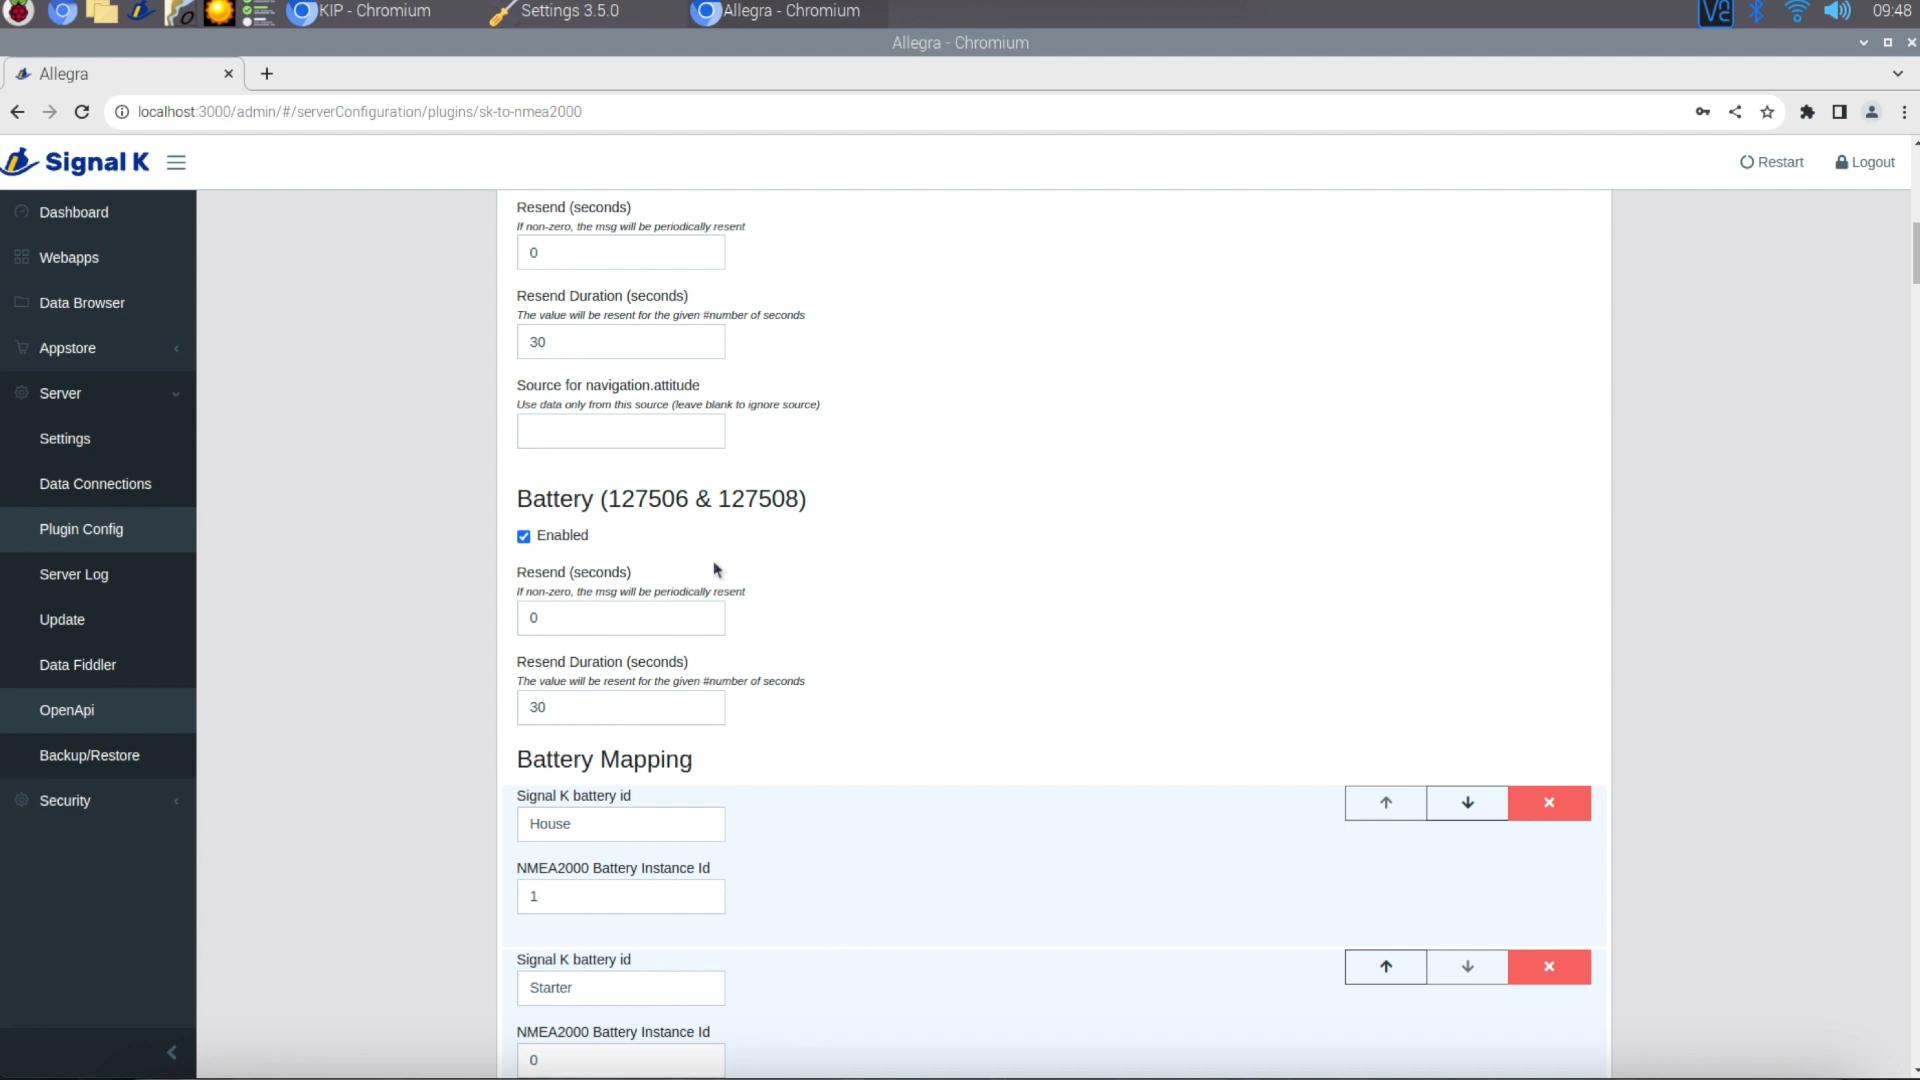 KIP - Chromium
Settings 3.5.0
Allegra - Chromium
09:48
Allegra - Chromium
Allegra
localhost:3000/admin/#/serverConfiguration/plugins/sk-to-nmea2000
Signal K
Restart
Logout
Dashboard
Webapps
Data Browser
Appstore
Server
Settings
Data Connections
Plugin Config
Server Log
Update
Data Fiddler
OpenApi
Backup/Restore
Security
Resend (seconds)
If non-zero, the msg will be periodically resent
0
Resend Duration (seconds)
The value will be resent for the given #number of seconds
30
Source for navigation.attitude
Use data only from this source (leave blank to ignore source)
Battery (127506 & 127508)
Enabled
Resend (seconds)
If non-zero, the msg will be periodically resent
0
Resend Duration (seconds)
The value will be resent for the given #number of seconds
30
Battery Mapping
Signal K battery id
House
NMEA2000 Battery Instance Id
1
Signal K battery id
Starter
NMEA2000 Battery Instance Id
0